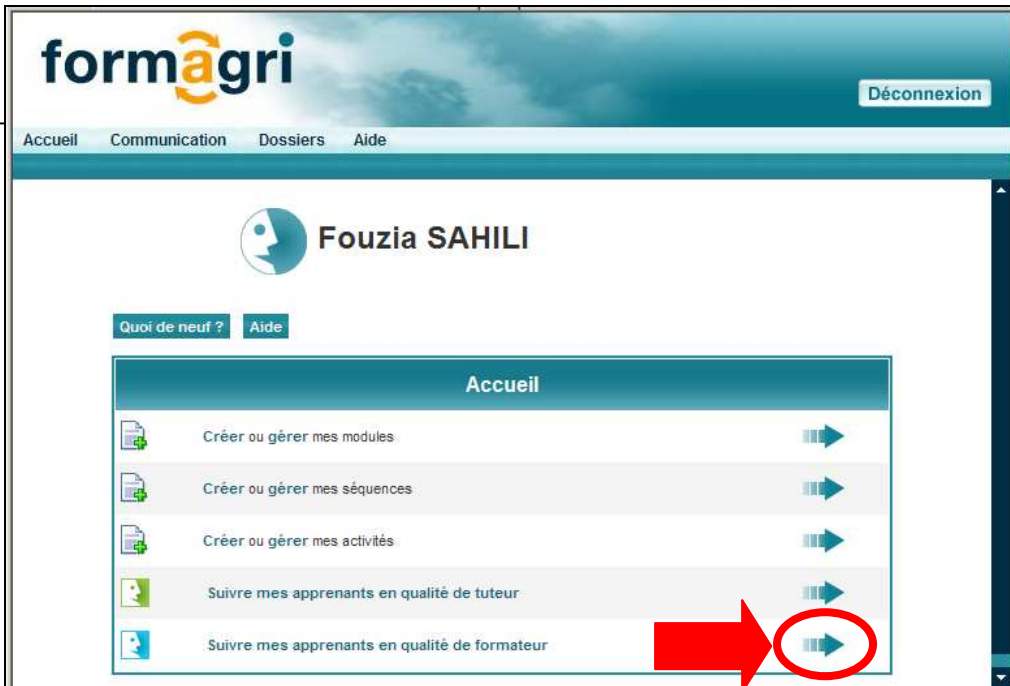 formagri
Déconnexion
Accueil Communication Dossiers Aide
Fouzia SAHILI
Quoi de neuf ? Aide
Accueil
Créer ou gérer mes modules
Créer ou gérer mes séquences
Créer ou gérer mes activités
Suivre mes apprenants en qualité de tuteur
Suivre mes apprenants en qualité de formateur